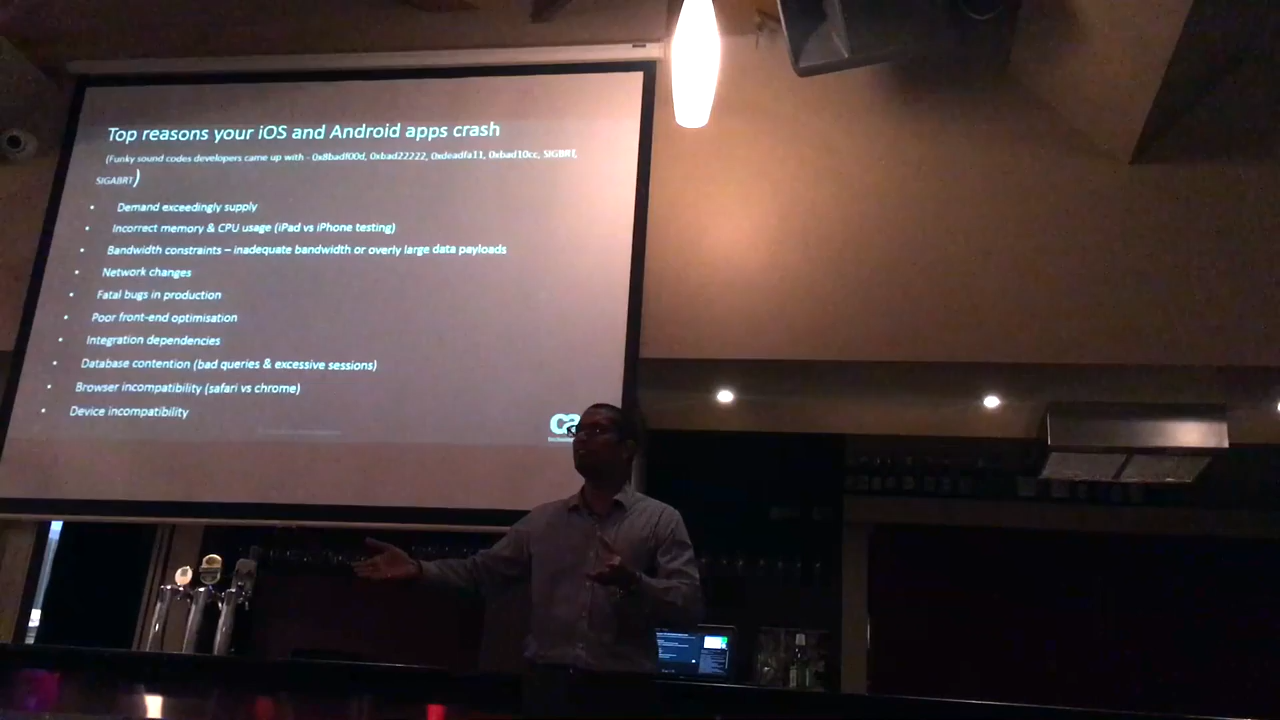 Top reasons your iOS and Android apps crash
(Funky sound codes developers came up with - 0x8badf00d, 0xbad22222, 0xdeadfa11, 0xbad10cc, SIGBRT,
SIGABRT)
• Demand exceedingly supply
• Incorrect memory & CPU usage (iPad vs iPhone testing)
• Bandwidth constraints – inadequate bandwidth or overly large data payloads
• Network changes
• Fatal bugs in production
• Poor front-end optimisation
• Integration dependencies
• Database contention (bad queries & excessive sessions)
• Browser incompatibility (safari vs chrome)
• Device incompatibility
ca